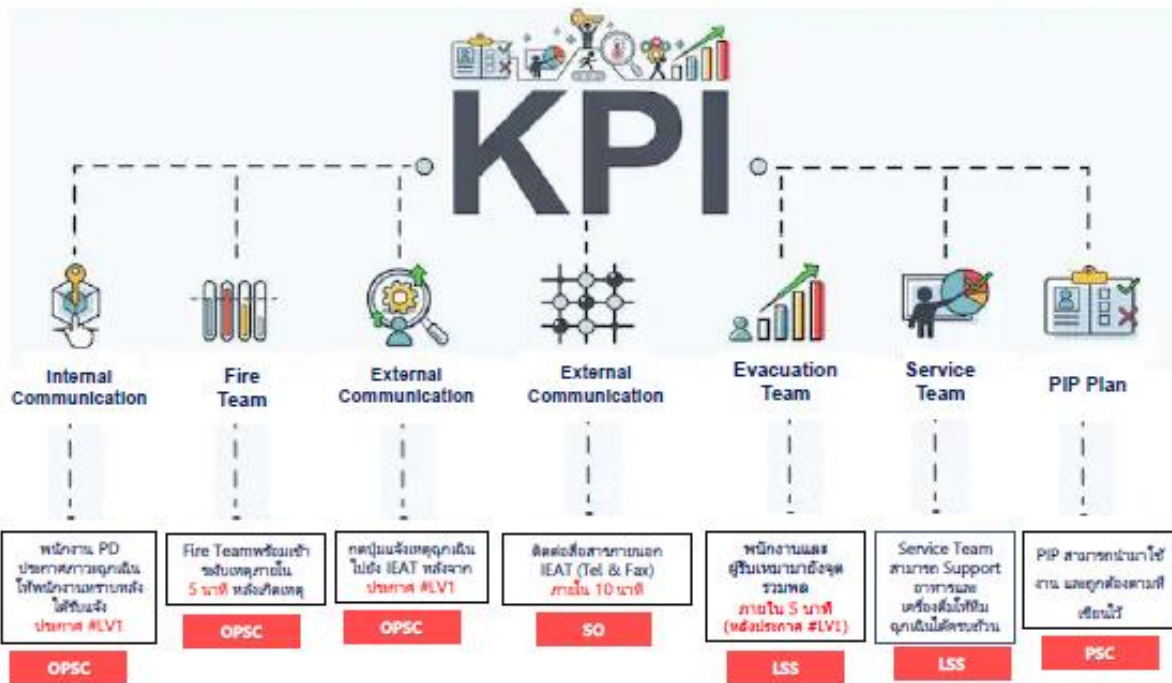 KPI
Internal
Communication
พนักงาน PD
ประกาศภาวะฉุกเฉิน
ให้พนักงานทราบหลัง
ได้รับแจ้ง
ประกาศ #LV1
OPSC
Fire
Team
Fire Teamพร้อมเข้า
ระงับเหตุภายใน
5 นาที หลังเกิดเหตุ
OPSC
External
Communication
กดปุ่มแจ้งเหตุฉุกเฉิน
ไปยัง IEAT หลังจาก
ประกาศ #LV1
OPSC
External
Communication
ติดต่อสื่อสารภายนอก
IEAT (Tel & Fax)
ภายใน 10 นาที
SO
Evacuation
Team
พนักงานและ
ผู้รับเหมามายังจุด
รวมพล
ภายใน 5 นาที
(หลังประกาศ #LV1)
LSS
Service
Team
Service Team
สามารถ Support
อาหารและ
เครื่องดื่มให้ทีม
ฉุกเฉินได้ครบถ้วน
LSS
PIP Plan
PIP สามารถนำมาใช้
งาน และถูกต้องตามที่
เขียนไว้
PSC